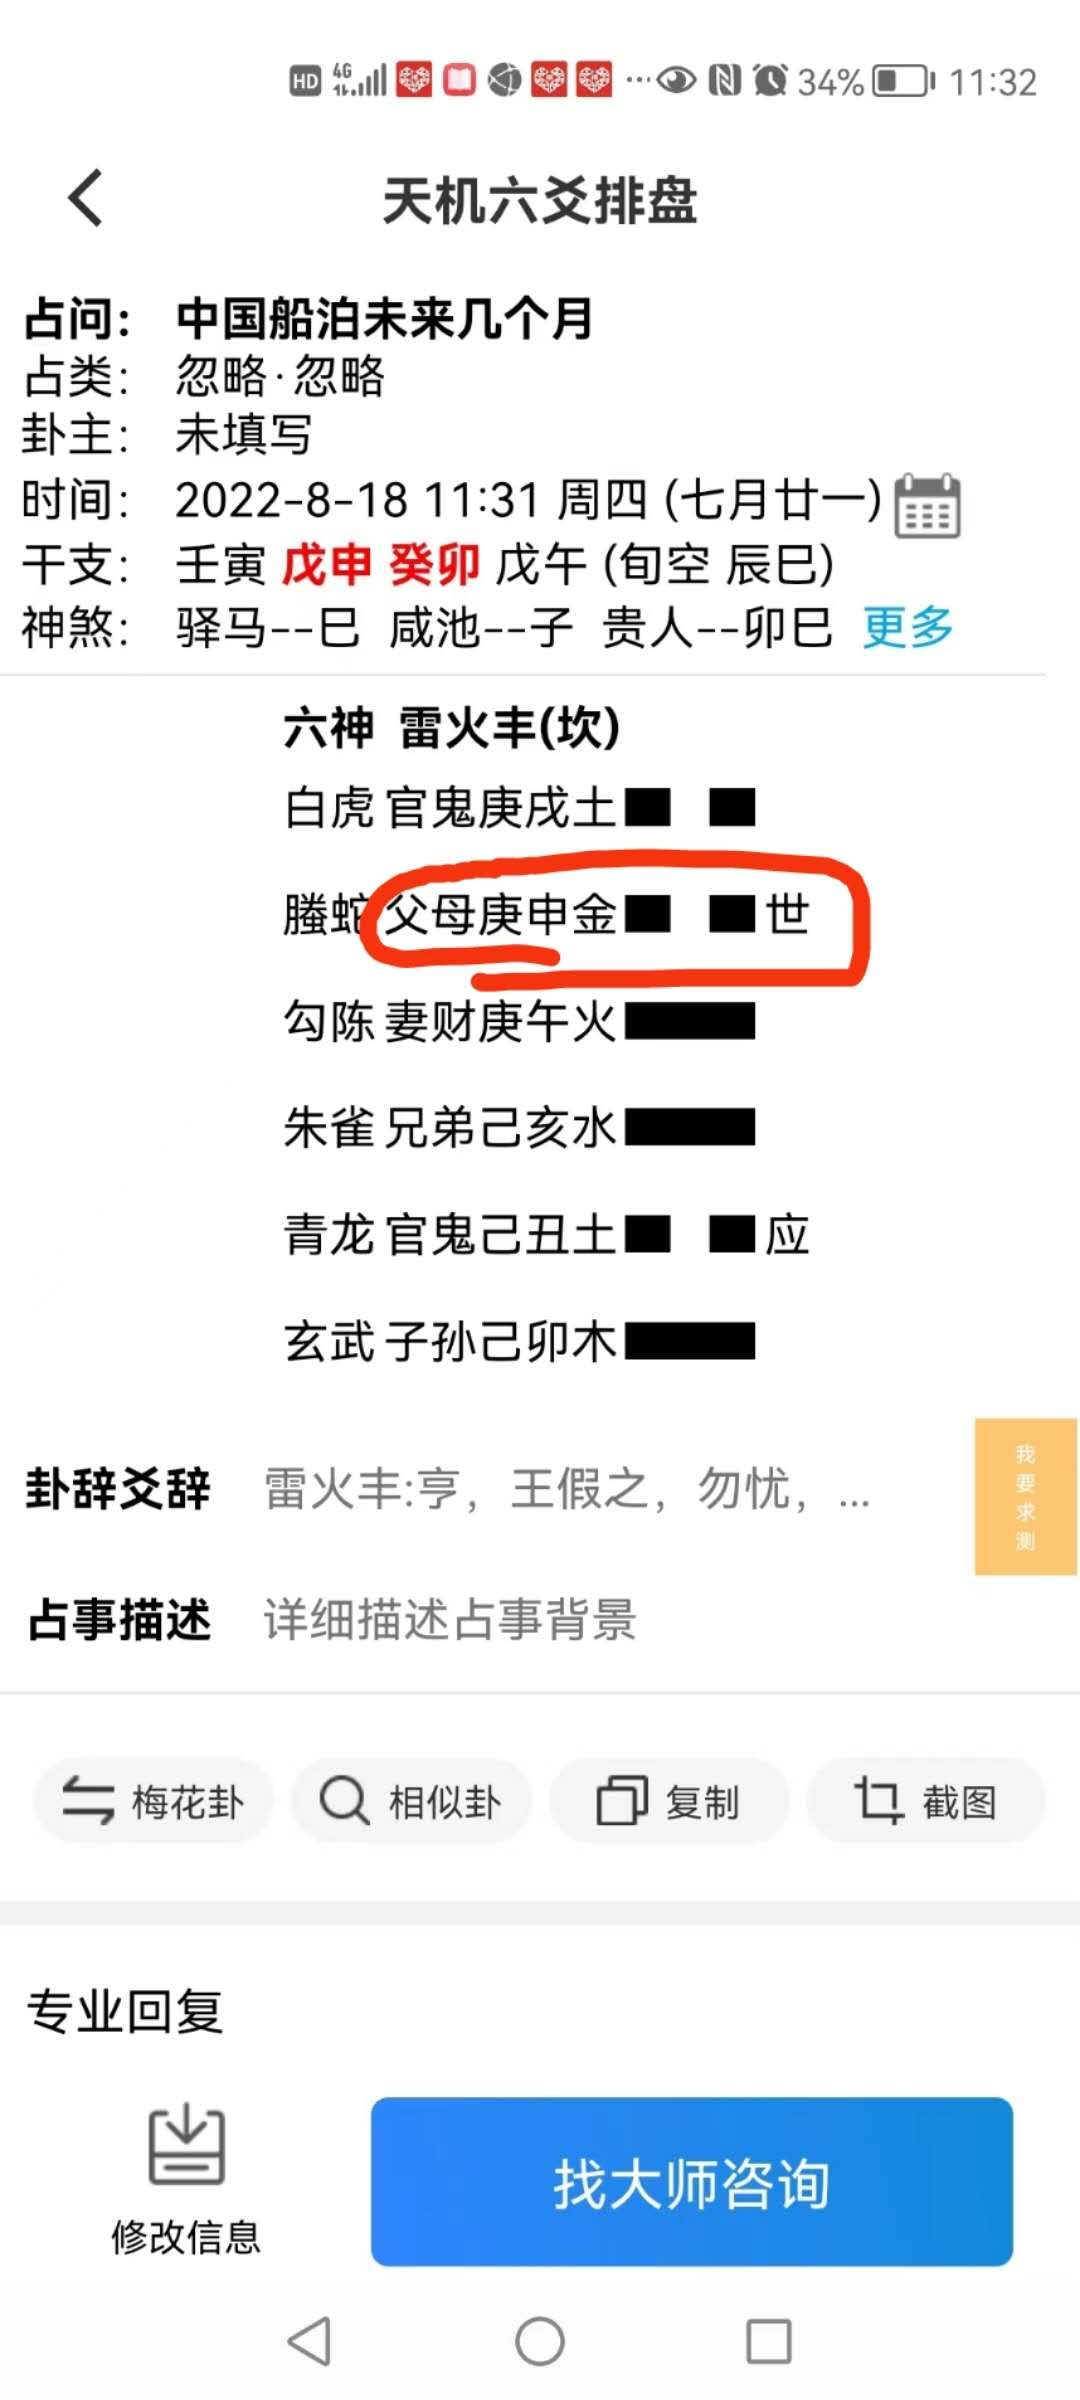 HD 4G 34% 11:32
天机六爻排盘
占问： 中国船泊未来几个月
占类： 忽略·忽略
卦主： 未填写
时间： 2022-8-18 11:31 周四 (七月廿一)
干支： 壬寅 戊申 癸卯 戊午 (旬空 辰巳)
神煞： 驿马--巳 咸池--子 贵人--卯巳 更多
六神 雷火丰(坎)
白虎 官鬼庚戌土
螣蛇 父母庚申金 世
勾陈 妻财庚午火
朱雀 兄弟己亥水
青龙 官鬼己丑土 应
玄武 子孙己卯木
卦辞爻辞 雷火丰:亨，王假之，勿忧，...
我要求测
占事描述 详细描述占事背景
梅花卦 相似卦 复制 截图
专业回复
修改信息 找大师咨询